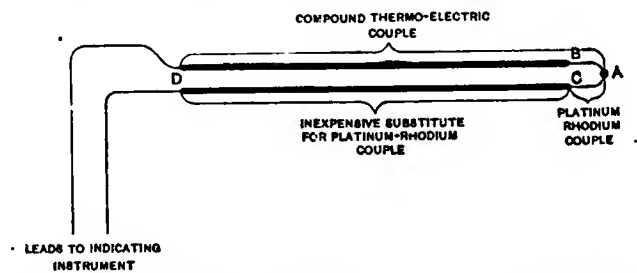 COMPOUND THERMO-ELECTRIC
COUPLE
B
D
A
C
INEXPENSIVE SUBSTITUTE
FOR PLATINUM-RHODIUM
COUPLE
PLATINUM
RHODIUM
COUPLE
LEADS TO INDICATING
INSTRUMENT